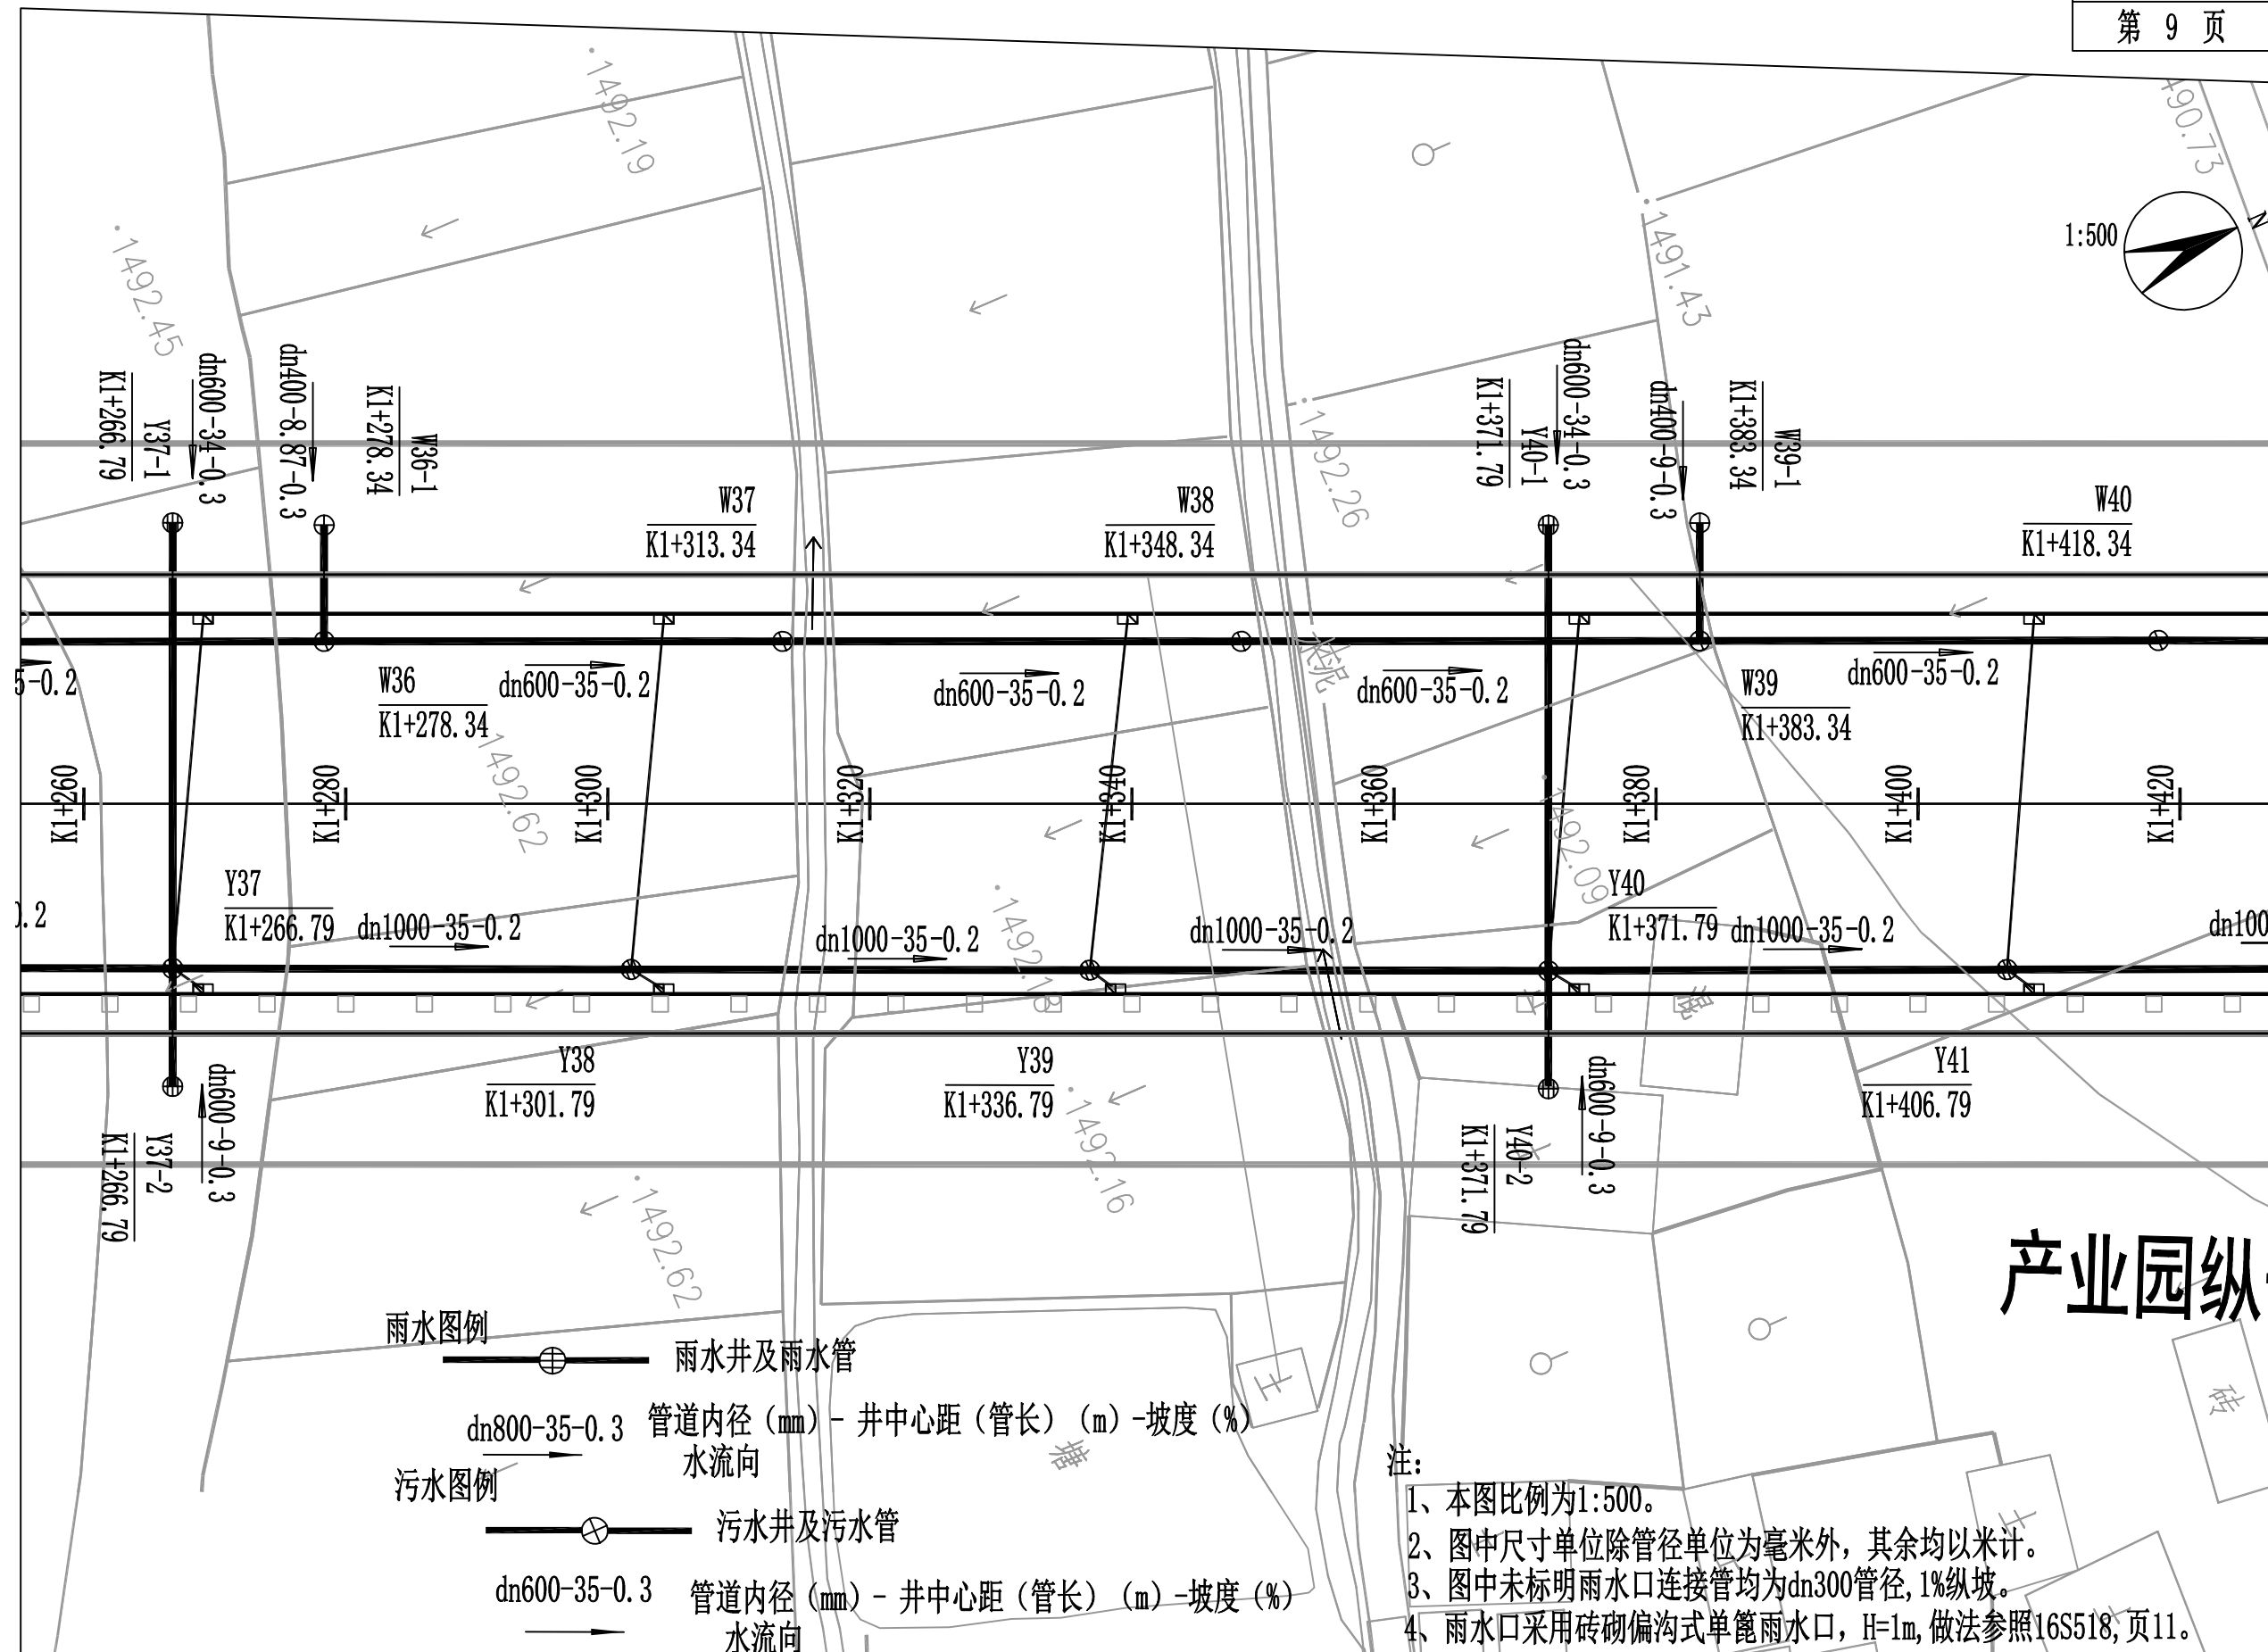 第 9 页
1492.19
1492.45
1491.43
1:500
K1+266.79
Y37-1
dn600-34-0.3
dn400-8.87-0.3
K1+278.34
W36-1
W37
K1+313.34
W38
K1+348.34
1492.26
K1+371.79
Y40-1
dn600-34-0.3
dn400-9-0.3
K1+383.34
W39-1
W40
K1+418.34
5-0.2
W36
K1+278.34
dn600-35-0.2
dn600-35-0.2
水泥
dn600-35-0.2
W39
K1+383.34
dn600-35-0.2
1492.62
K1+260
K1+280
K1+300
K1+320
K1+340
K1+360
K1+380
K1+400
K1+420
1492.09
0.2
Y37
K1+266.79
dn1000-35-0.2
dn1000-35-0.2
1492.18
dn1000-35-0.2
Y40
K1+371.79
dn1000-35-0.2
dn100
Y38
K1+301.79
Y39
K1+336.79
Y41
K1+406.79
dn600-9-0.3
Y37-2
K1+266.79
1492.16
dn600-9-0.3
Y40-2
K1+371.79
1492.62
产业园纵
雨水图例
雨水井及雨水管
土
砖
dn800-35-0.3 管道内径（mm）- 井中心距（管长）（m）-坡度（%）
水流向
塘
污水图例
污水井及污水管
dn600-35-0.3 管道内径（mm）- 井中心距（管长）（m）-坡度（%）
水流向
注：
1、本图比例为1:500。
土
2、图中尺寸单位除管径单位为毫米外，其余均以米计。
3、图中未标明雨水口连接管均为dn300管径,1%纵坡。
4、雨水口采用砖砌偏沟式单篦雨水口，H=1m,做法参照16S518,页11。